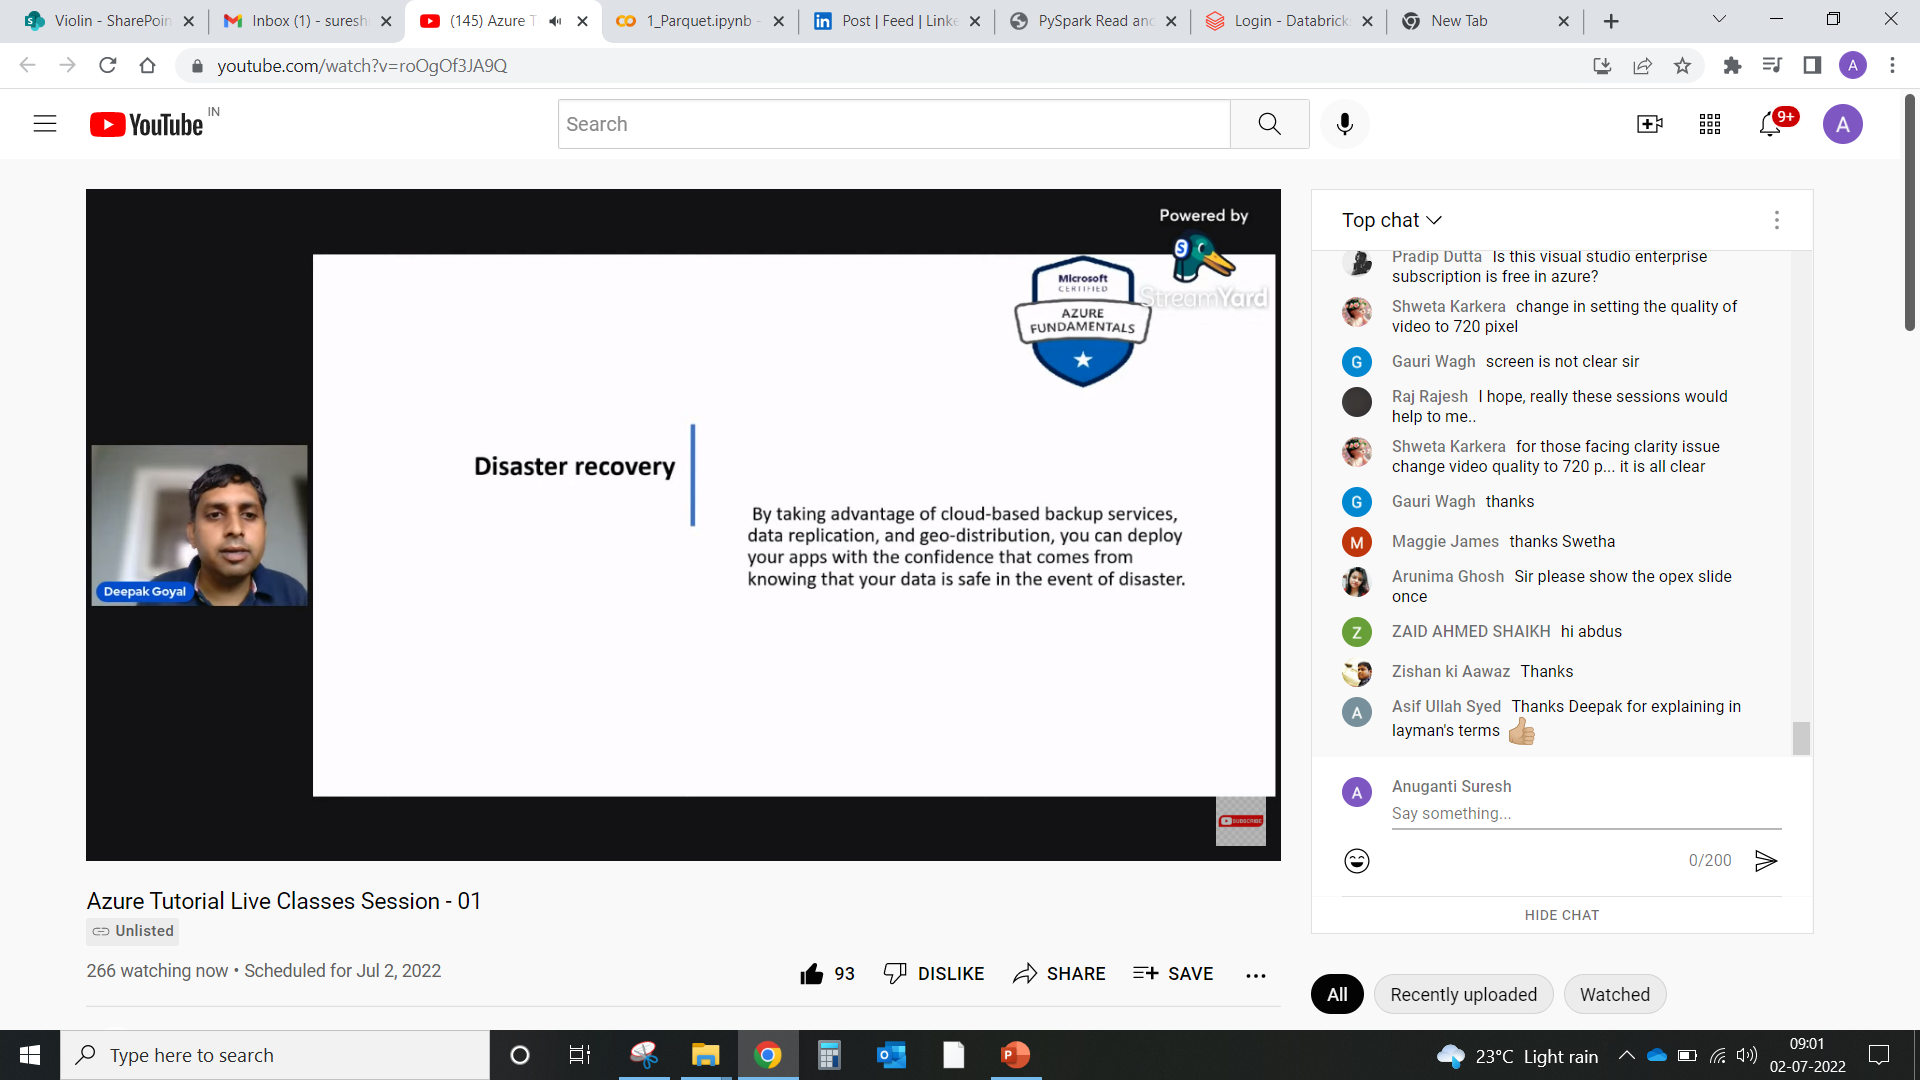 Violin - SharePoin
Inbox (1) - sureshi
(145) Azure T
1_Parquet.ipynb -
Post | Feed | Linke
PySpark Read and
Login - Databricks
New Tab
youtube.com/watch?v=roOgOf3JA9Q
A
YouTube IN
Search
9+
A
Powered by
StreamYard
Microsoft
CERTIFIED
AZURE
FUNDAMENTALS
Disaster recovery
By taking advantage of cloud-based backup services,
data replication, and geo-distribution, you can deploy
your apps with the confidence that comes from
knowing that your data is safe in the event of disaster.
Deepak Goyal
SUBSCRIBE
Azure Tutorial Live Classes Session - 01
Unlisted
266 watching now • Scheduled for Jul 2, 2022
93
DISLIKE
SHARE
SAVE
Top chat
Pradip Dutta Is this visual studio enterprise
subscription is free in azure?
Shweta Karkera change in setting the quality of
video to 720 pixel
G Gauri Wagh screen is not clear sir
Raj Rajesh I hope, really these sessions would
help to me..
Shweta Karkera for those facing clarity issue
change video quality to 720 p... it is all clear
G Gauri Wagh thanks
M Maggie James thanks Swetha
Arunima Ghosh Sir please show the opex slide
once
Z ZAID AHMED SHAIKH hi abdus
Zishan ki Aawaz Thanks
A Asif Ullah Syed Thanks Deepak for explaining in
layman's terms
A Anuganti Suresh
Say something...
0/200
HIDE CHAT
All
Recently uploaded
Watched
Type here to search
23°C Light rain
09:01
02-07-2022